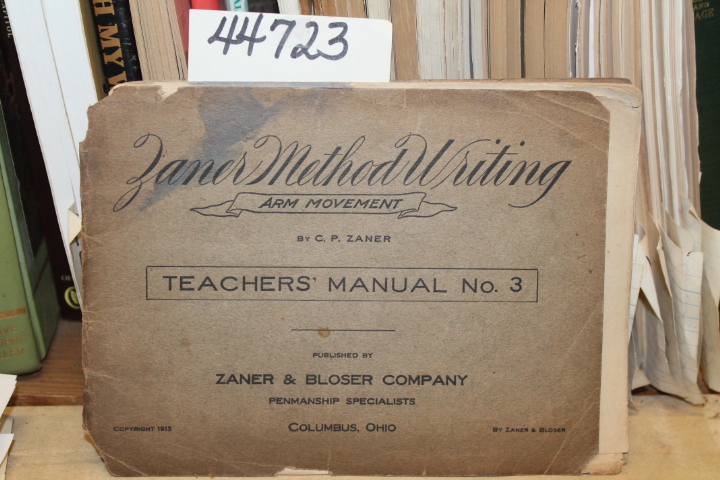 44723
Zaner Method Writing
ARM MOVEMENT
BY C. P. ZANER
TEACHERS' MANUAL No. 3
PUBLISHED BY
ZANER & BLOSER COMPANY
PENMANSHIP SPECIALISTS
COLUMBUS, OHIO
COPYRIGHT 1915
BY ZANER & BLOSER
H MY